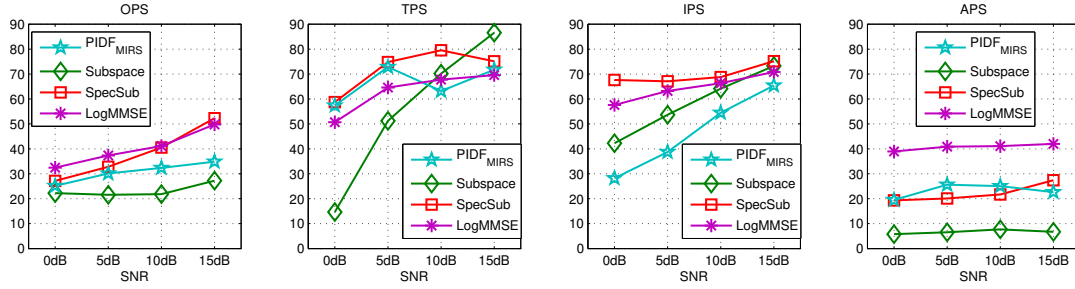 OPS
90
80
70
60
50
40
30
20
10
0
0dB 5dB 10dB 15dB
SNR
PIDF_MIRS
Subspace
SpecSub
LogMMSE
TPS
90
80
70
60
50
40
30
20
10
0
0dB 5dB 10dB 15dB
SNR
PIDF_MIRS
Subspace
SpecSub
LogMMSE
IPS
90
80
70
60
50
40
30
20
10
0
0dB 5dB 10dB 15dB
SNR
PIDF_MIRS
Subspace
SpecSub
LogMMSE
APS
90
80
70
60
50
40
30
20
10
0
0dB 5dB 10dB 15dB
SNR
PIDF_MIRS
Subspace
SpecSub
LogMMSE